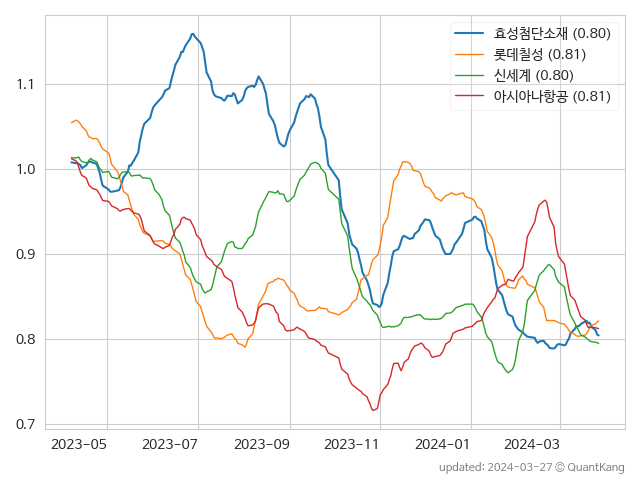 효성첨단소재 (0.80)
롯데칠성 (0.81)
신세계 (0.80)
아시아나항공 (0.81)
1.1
1.0
0.9
0.8
0.7
2023-05 2023-07 2023-09 2023-11 2024-01 2024-03
updated: 2024-03-27 © QuantKang